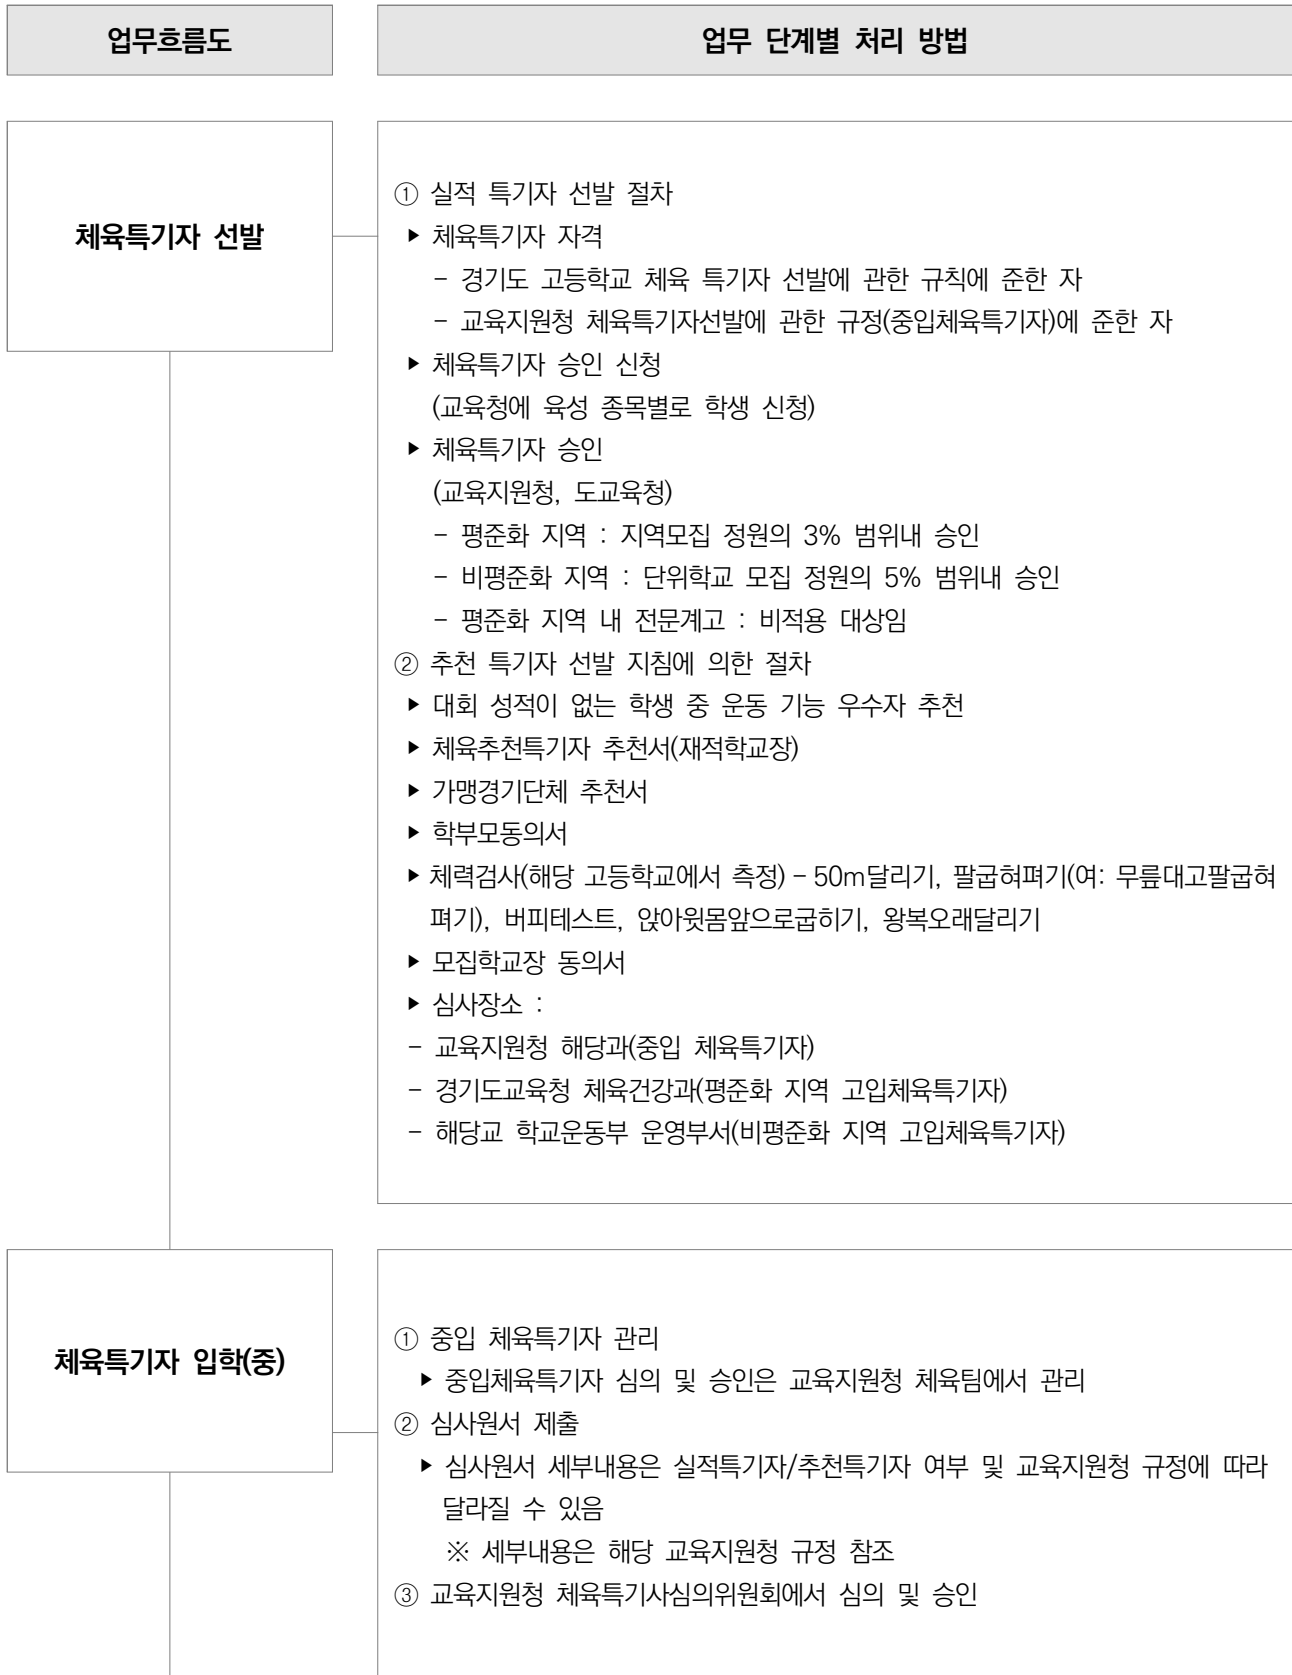 업무흐름도
업무 단계별 처리 방법
체육특기자 선발
① 실적 특기자 선발 절차
▶ 체육특기자 자격
- 경기도 고등학교 체육 특기자 선발에 관한 규칙에 준한 자
- 교육지원청 체육특기자선발에 관한 규정(중입체육특기자)에 준한 자
▶ 체육특기자 승인 신청
(교육청에 육성 종목별로 학생 신청)
▶ 체육특기자 승인
(교육지원청, 도교육청)
- 평준화 지역 : 지역모집 정원의 3% 범위내 승인
- 비평준화 지역 : 단위학교 모집 정원의 5% 범위내 승인
- 평준화 지역 내 전문계고 : 비적용 대상임
② 추천 특기자 선발 지침에 의한 절차
▶ 대회 성적이 없는 학생 중 운동 기능 우수자 추천
▶ 체육추천특기자 추천서(재적학교장)
▶ 가맹경기단체 추천서
▶ 학부모동의서
▶ 체력검사(해당 고등학교에서 측정) - 50m달리기, 팔굽혀펴기(여: 무릎대고팔굽혀
펴기), 버피테스트, 앉아윗몸앞으로굽히기, 왕복오래달리기
▶ 모집학교장 동의서
▶ 심사장소 :
- 교육지원청 해당과(중입 체육특기자)
- 경기도교육청 체육건강과(평준화 지역 고입체육특기자)
- 해당교 학교운동부 운영부서(비평준화 지역 고입체육특기자)
체육특기자 입학(중)
① 중입 체육특기자 관리
▶ 중입체육특기자 심의 및 승인은 교육지원청 체육팀에서 관리
② 심사원서 제출
▶ 심사원서 세부내용은 실적특기자/추천특기자 여부 및 교육지원청 규정에 따라
달라질 수 있음
※ 세부내용은 해당 교육지원청 규정 참조
③ 교육지원청 체육특기사심의위원회에서 심의 및 승인